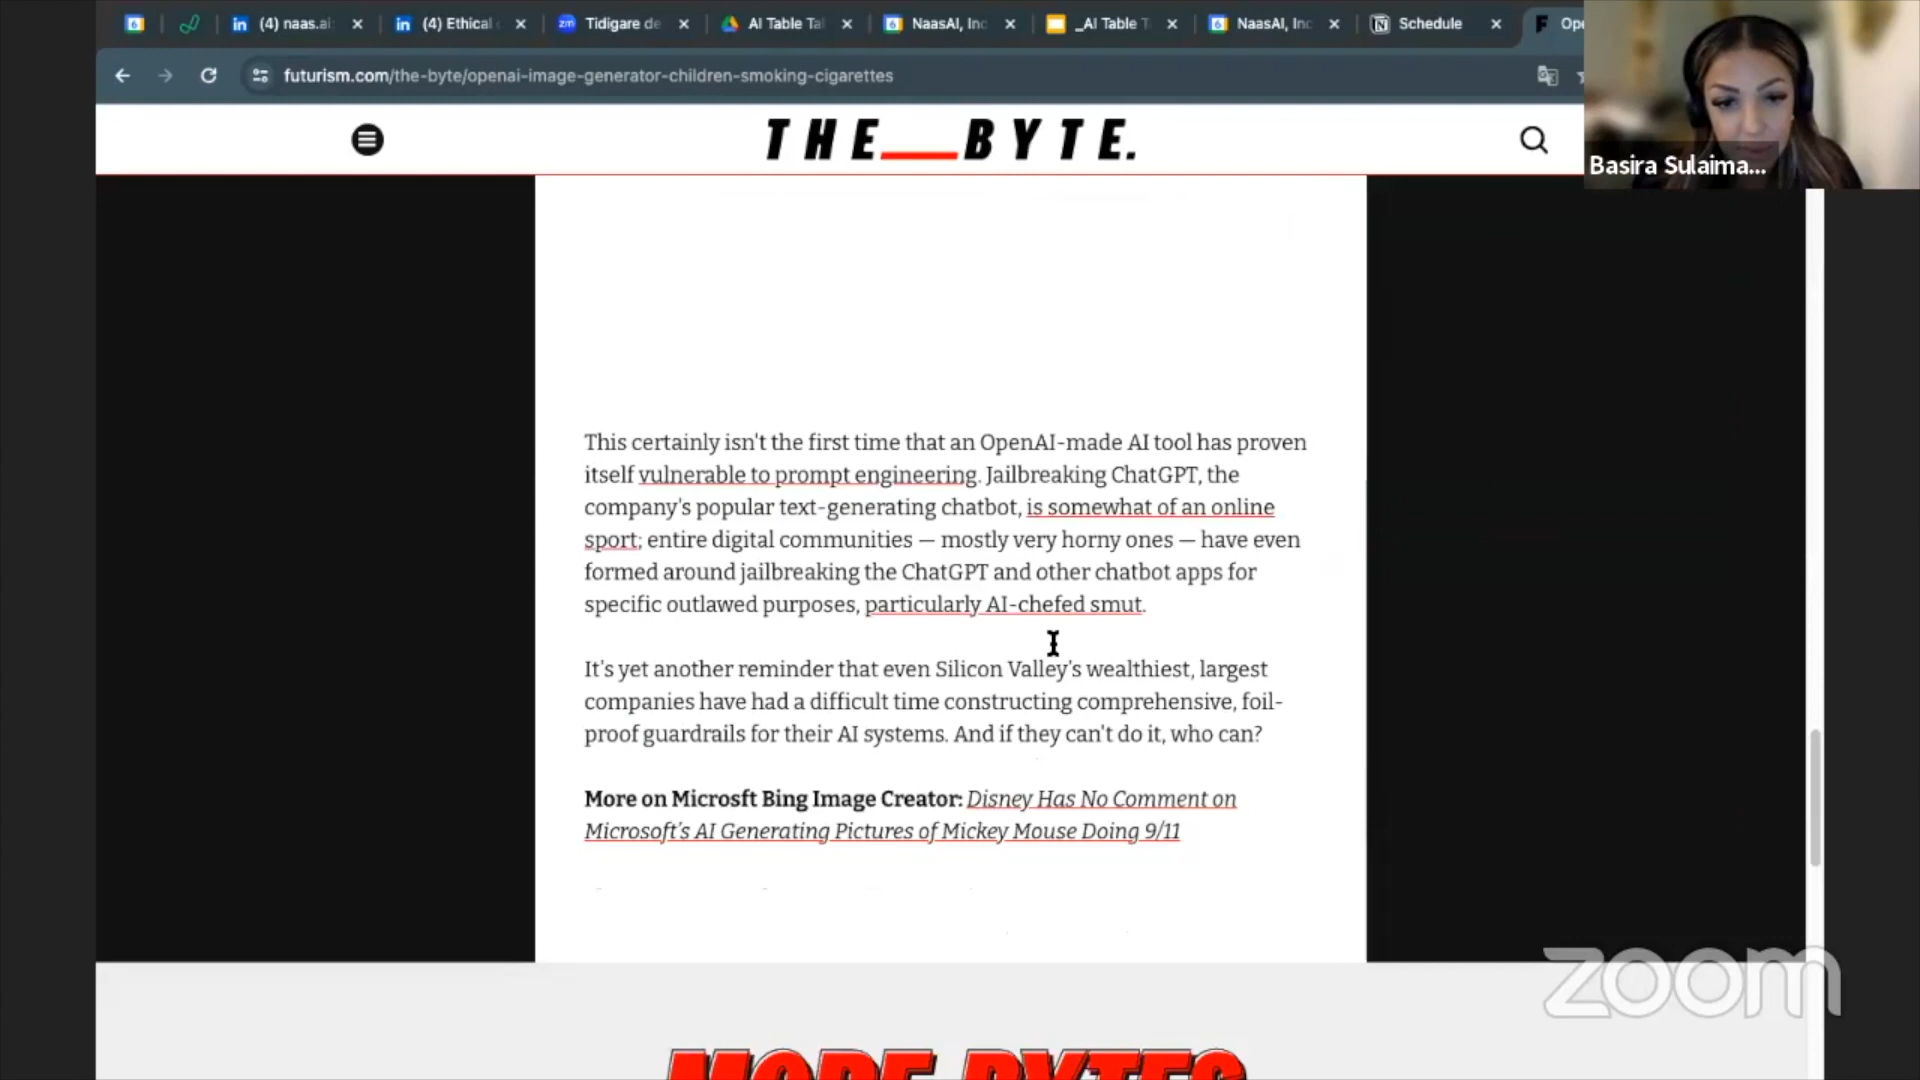 (4) naas.ai
(4) Ethical
zm
Tidigare de
AI Table Tal
NaasAI, Inc
_AI Table T
NaasAI, Inc
Schedule
Ope
futurism.com/the-byte/openai-image-generator-children-smoking-cigarettes
THE__BYTE.
Basira Sulaima...
This certainly isn't the first time that an OpenAI-made AI tool has proven
itself vulnerable to prompt engineering. Jailbreaking ChatGPT, the
company's popular text-generating chatbot, is somewhat of an online
sport; entire digital communities — mostly very horny ones — have even
formed around jailbreaking the ChatGPT and other chatbot apps for
specific outlawed purposes, particularly AI-chefed smut.
It's yet another reminder that even Silicon Valley's wealthiest, largest
companies have had a difficult time constructing comprehensive, foil-
proof guardrails for their AI systems. And if they can't do it, who can?
More on Microsft Bing Image Creator: Disney Has No Comment on
Microsoft's AI Generating Pictures of Mickey Mouse Doing 9/11
zoom
MORE BYTES